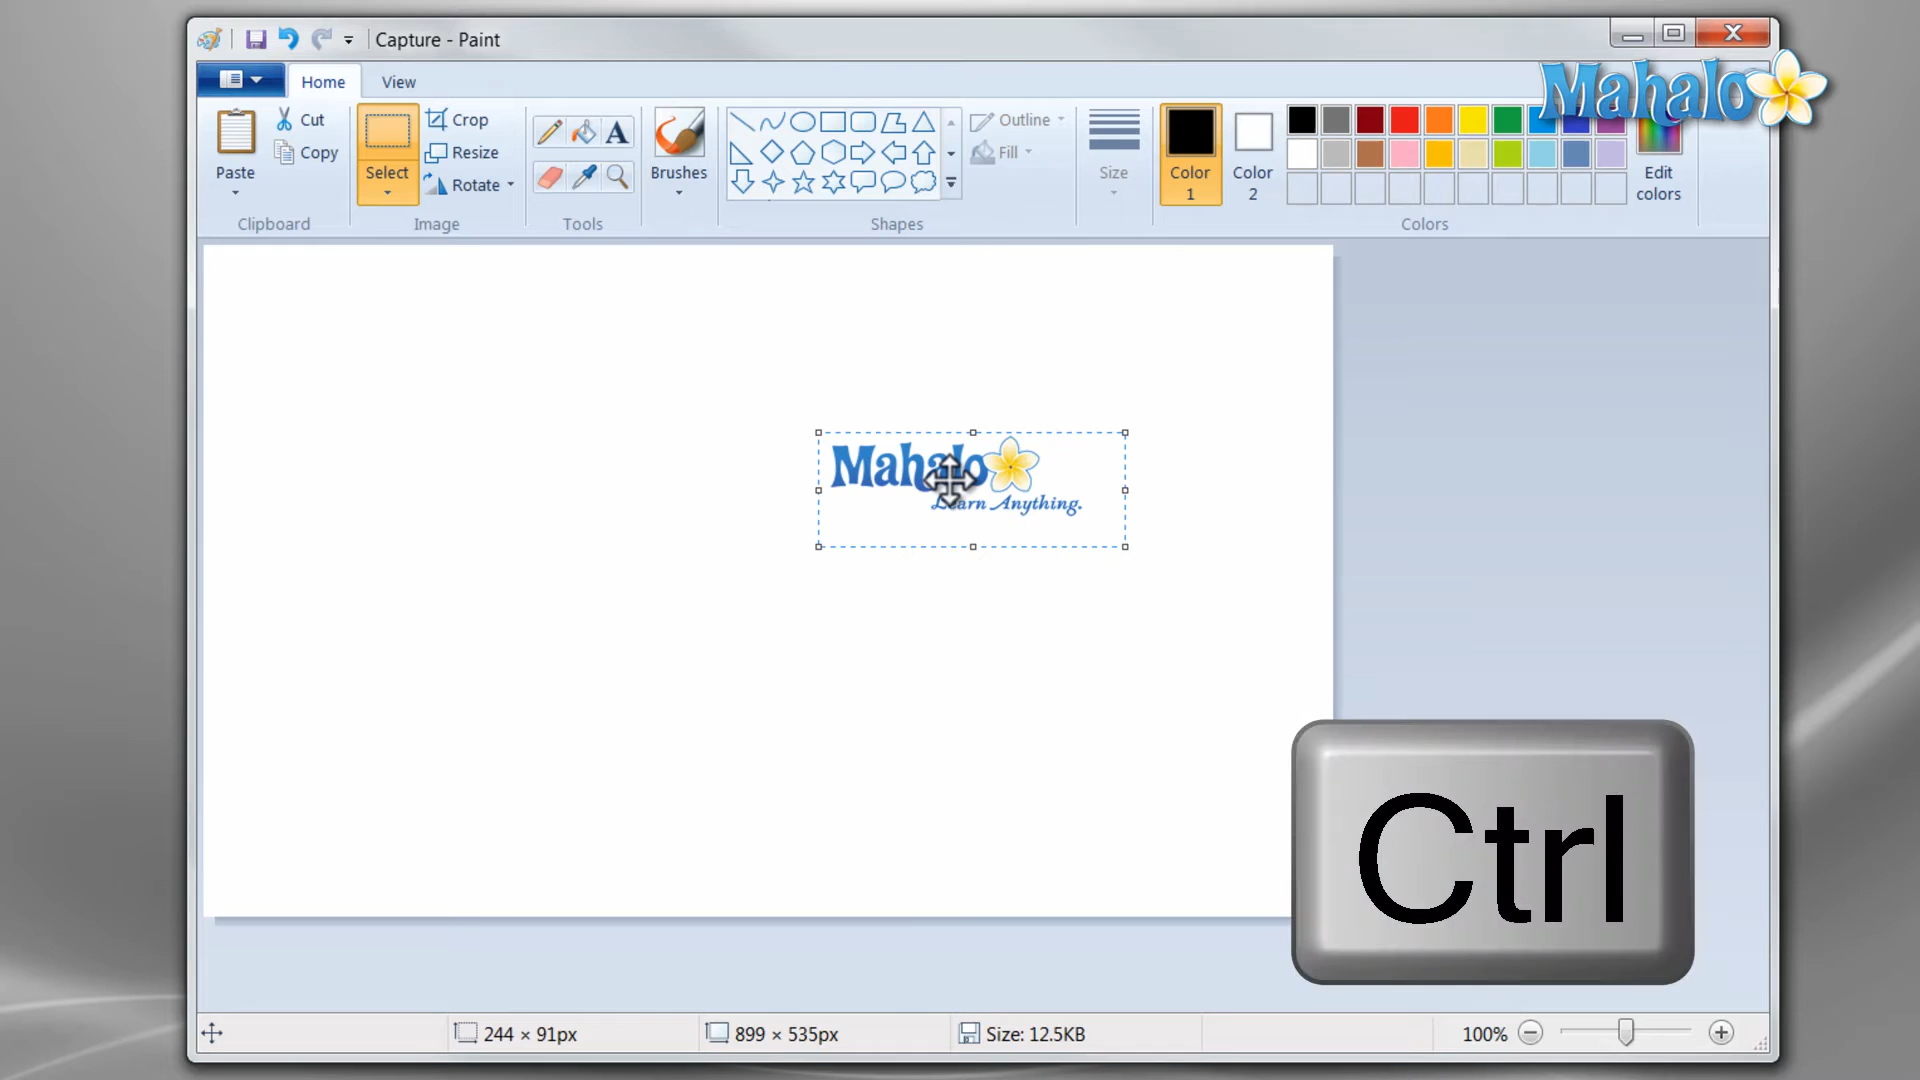 Capture - Paint
Home
View
Mahalo
Paste
Cut
Copy
Clipboard
Select
Crop
Resize
Rotate
Image
A
Tools
Brushes
Outline
Fill
Shapes
Size
Color
1
Color
2
Edit
colors
Colors
Mahalo
Learn Anything.
Ctrl
244 × 91px
899 × 535px
Size: 12.5KB
100%